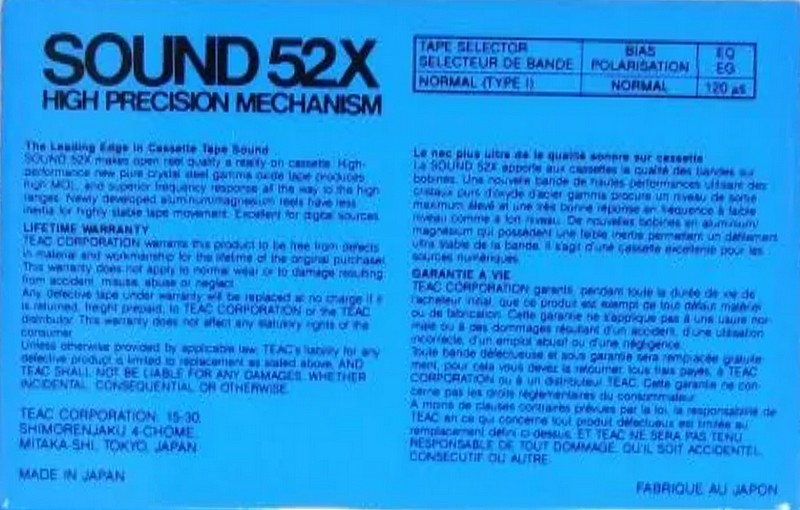 SOUND 52X
HIGH PRECISION MECHANISM
TAPE SELECTOR BIAS EQ
SÉLECTEUR DE BANDE POLARISATION EG
NORMAL (TYPE I) NORMAL 120 µs
The Leading Edge in Cassette Tape Sound
SOUND 52X makes open reel quality a reality on cassette. High-
performance new pure crystal steel gamma oxide tape produces
high MOL, and superior frequency response all the way to the high
ranges. Newly developed aluminum/magnesium reels have less
inertia for highly stable tape movement. Excellent for digital sources.
LIFETIME WARRANTY
TEAC CORPORATION warrants this product to be free from defects
in material and workmanship for the lifetime of the original purchaser.
This warranty does not apply to normal wear or to damage resulting
from accident, misuse, abuse or neglect.
Any defective tape under warranty will be replaced at no charge if it
is returned, freight prepaid, to TEAC CORPORATION or the TEAC
distributor. This warranty does not affect any statutory rights of the
consumer.
Unless otherwise provided by applicable law, TEAC's liability for any
defective product is limited to replacement as stated above, AND
TEAC SHALL NOT BE LIABLE FOR ANY DAMAGES, WHETHER
INCIDENTAL, CONSEQUENTIAL OR OTHERWISE.
TEAC CORPORATION, 15-30,
SHIMORENJAKU 4-CHOME,
MITAKA-SHI, TOKYO, JAPAN
MADE IN JAPAN
Le nec plus ultra de la qualité sonore sur cassette
La SOUND 52X apporte aux cassettes la qualité des bandes sur
bobines. Une nouvelle bande de hautes performances utilisant des
cristaux purs d'oxyde d'acier gamma procure un niveau de sortie
maximum élevé et une très bonne réponse en fréquence à faible
niveau comme à fort niveau. De nouvelles bobines en aluminium/
magnésium qui possèdent une faible inertie permettent un défilement
ultra stable de la bande. Il s'agit d'une cassette excellente pour les
sources numériques.
GARANTIE A VIE
TEAC CORPORATION garantit, pendant toute la durée de vie de
l'acheteur initial, que ce produit est exempt de tout défaut matériel
ou de fabrication. Cette garantie ne s'applique pas à une usure nor-
male ou à des dommages résultant d'un accident, d'une utilisation
incorrecte, d'un emploi abusif ou d'une négligence.
Toute bande défectueuse et sous garantie sera remplacée gratuite-
ment, pour cela vous devez la retourner, tous frais payés, à TEAC
CORPORATION ou à un distributeur TEAC. Cette garantie ne con-
cerne pas les droits réglementaires du consommateur.
A moins de clauses contraires prévues par la loi, la responsabilité de
TEAC en ce qui concerne tout produit défectueux est limitée au
remplacement défini ci-dessus, ET TEAC NE SERA PAS TENU
RESPONSABLE DE TOUT DOMMAGE, QU'IL SOIT ACCIDENTEL,
CONSECUTIF OU AUTRE.
FABRIQUE AU JAPON